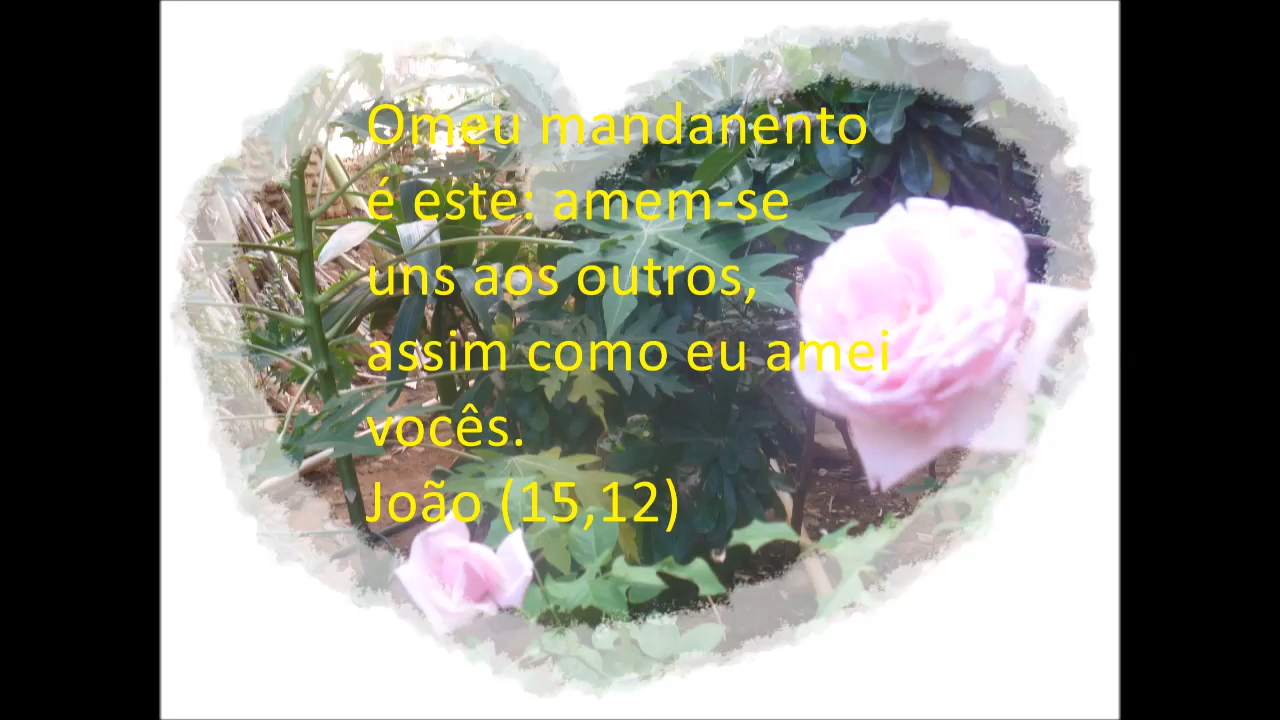 Omeu mandanento
é este: amem-se
uns aos outros,
assim como eu amei
vocês.
João (15,12)